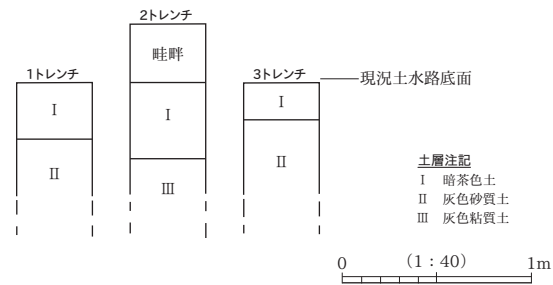 2トレンチ
畦畔
1トレンチ
3トレンチ
現況土水路底面
Ⅰ
Ⅰ
Ⅰ
Ⅱ
Ⅲ
Ⅱ
土層注記
Ⅰ 暗茶色土
Ⅱ 灰色砂質土
Ⅲ 灰色粘質土
0 (1:40) 1m